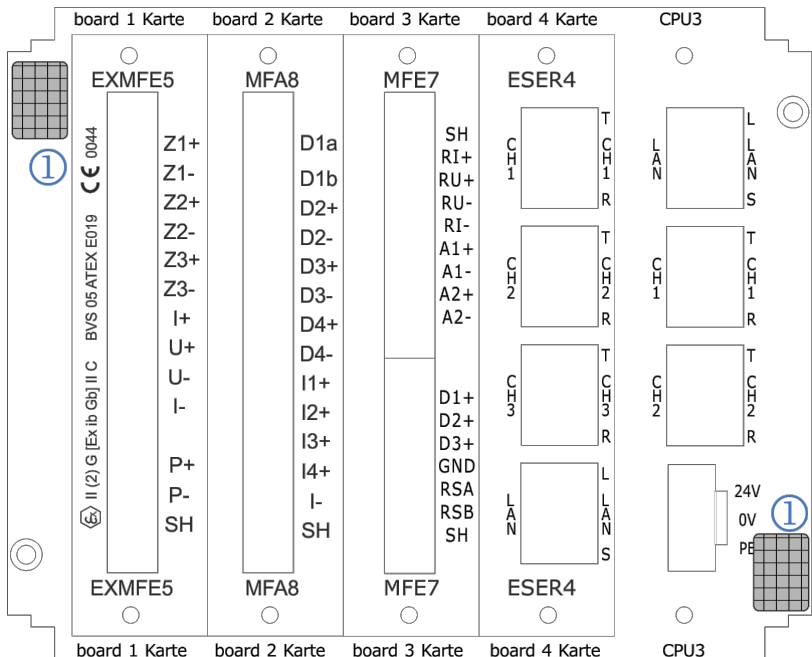 board 1 Karte
board 2 Karte
board 3 Karte
board 4 Karte
CPU3
EXMFE5
MFA8
MFE7
ESER4
①
CE 0044
BVS 05 ATEX E019
Ex II (2) G [Ex ib Gb] II C
Z1+
Z1-
Z2+
Z2-
Z3+
Z3-
I+
U+
U-
I-
P+
P-
SH
D1a
D1b
D2+
D2-
D3+
D3-
D4+
D4-
I1+
I2+
I3+
I4+
I-
SH
SH
RI+
RU+
RU-
RI-
A1+
A1-
A2+
A2-
D1+
D2+
D3+
GND
RSA
RSB
SH
CH1
T
CH1
R
CH2
T
CH2
R
CH3
T
CH3
R
LAN
L
LAN
S
LAN
L
LAN
S
CH1
T
CH1
R
CH2
T
CH2
R
24V
0V
PE
①
EXMFE5
MFA8
MFE7
ESER4
board 1 Karte
board 2 Karte
board 3 Karte
board 4 Karte
CPU3